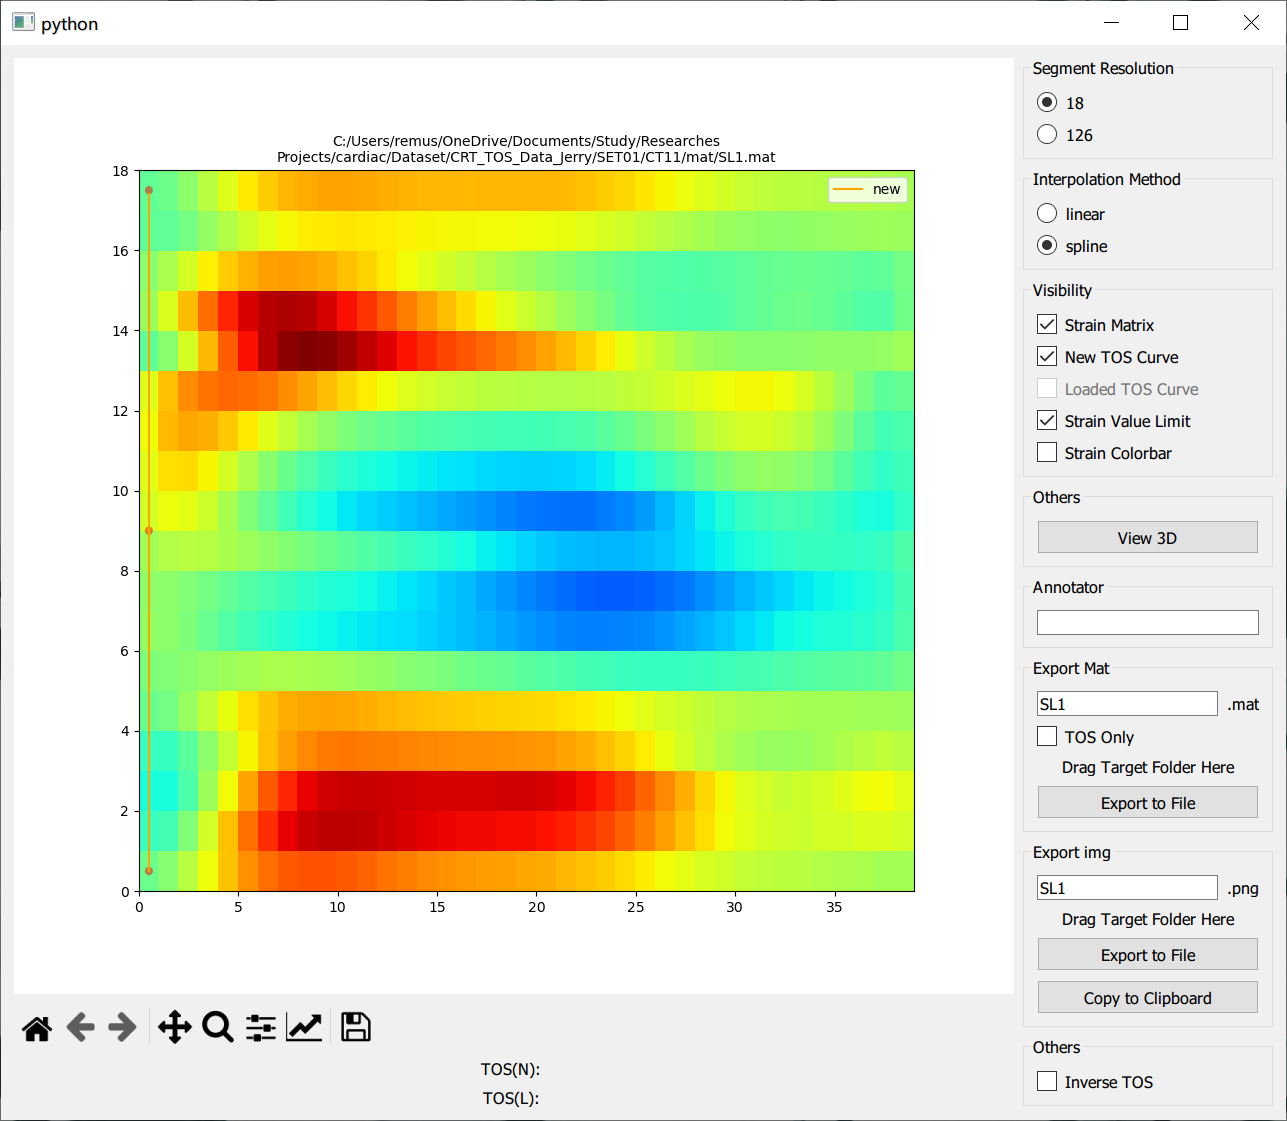 python
C:/Users/remus/OneDrive/Documents/Study/Researches
Projects/cardiac/Dataset/CRT_TOS_Data_Jerry/SET01/CT11/mat/SL1.mat
new
18
16
14
12
10
8
6
4
2
0
0 5 10 15 20 25 30 35
TOS(N):
TOS(L):
Segment Resolution
18
126
Interpolation Method
linear
spline
Visibility
Strain Matrix
New TOS Curve
Loaded TOS Curve
Strain Value Limit
Strain Colorbar
Others
View 3D
Annotator
Export Mat
SL1 .mat
TOS Only
Drag Target Folder Here
Export to File
Export img
SL1 .png
Drag Target Folder Here
Export to File
Copy to Clipboard
Others
Inverse TOS